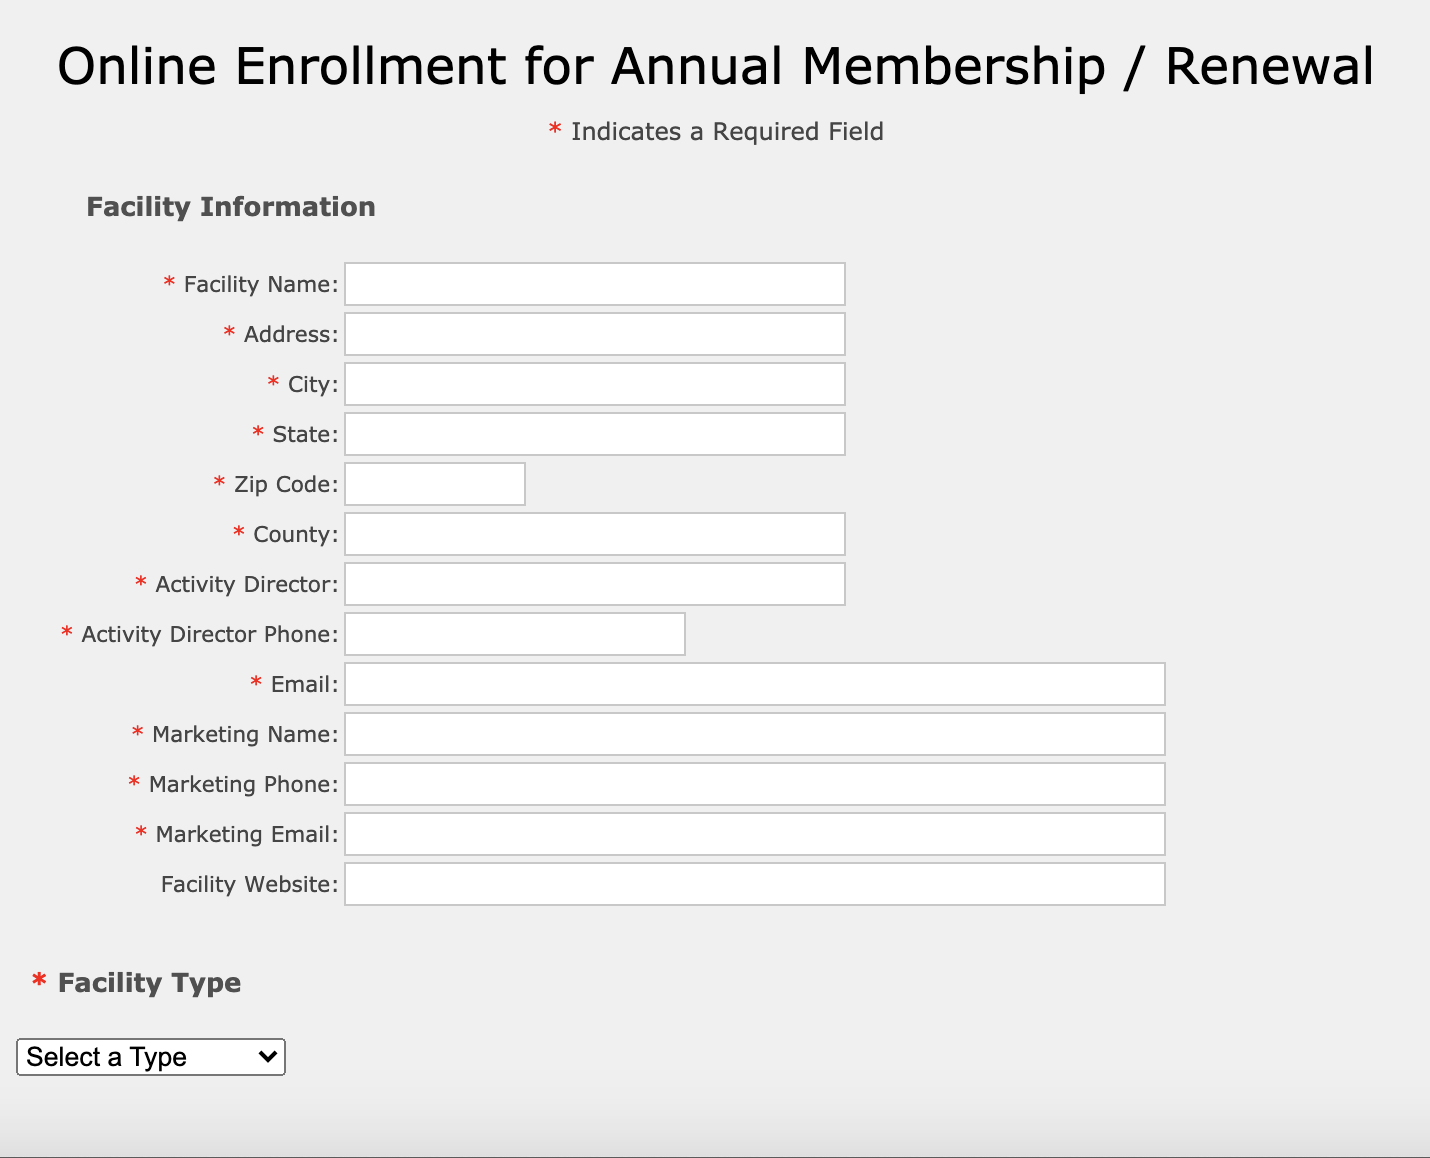 Online Enrollment for Annual Membership / Renewal
* Indicates a Required Field
Facility Information
* Facility Name:
* Address:
* City:
* State:
* Zip Code:
* County:
* Activity Director:
* Activity Director Phone:
* Email:
* Marketing Name:
* Marketing Phone:
* Marketing Email:
Facility Website:
* Facility Type
Select a Type